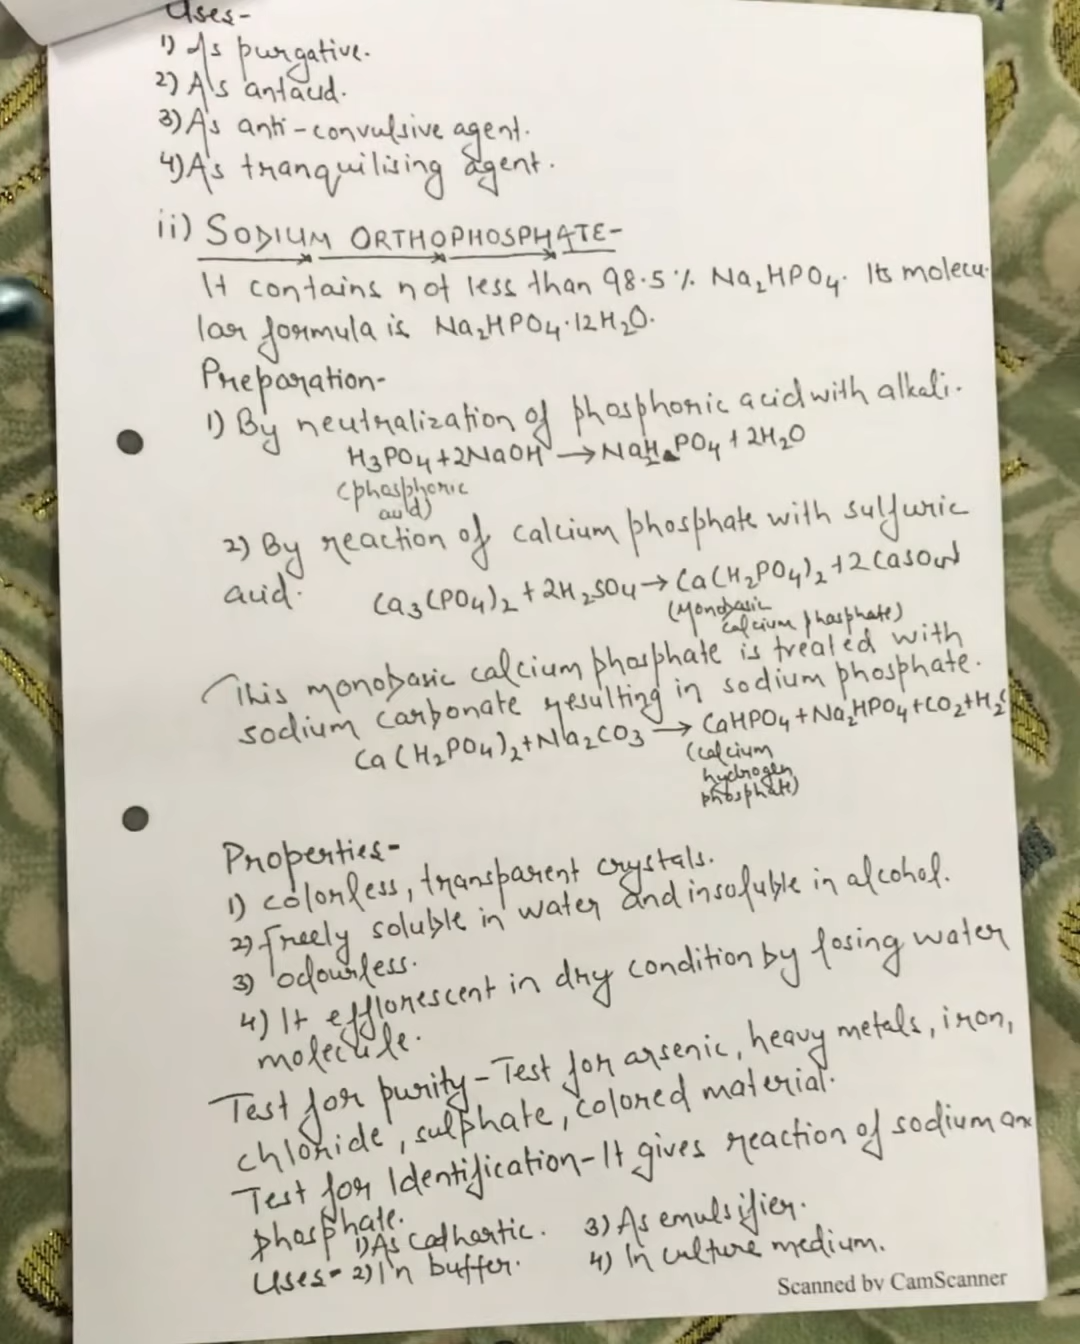 Uses-
1) As purgative.
2) As antacid.
3) As anti-convulsive agent.
4) As tranquilising agent.
ii) SODIUM ORTHOPHOSPHATE-
It contains not less than 98.5% Na₂HPO₄. Its molecu-
lar formula is Na₂HPO₄·12H₂O.
Preparation-
1) By neutralization of phosphoric acid with alkali.
H₃PO₄+2NaOH → NaH₂PO₄ + 2H₂O
(phosphoric
acid)
2) By reaction of calcium phosphate with sulfuric
acid.
Ca₃(PO₄)₂ + 2H₂SO₄ → Ca(H₂PO₄)₂ + 2CaSO₄↓
(Monobasic
calcium phasphate)
This monobasic calcium phosphate is treated with
sodium carbonate resulting in sodium phosphate.
Ca(H₂PO₄)₂+Na₂CO₃ → CaHPO₄+Na₂HPO₄+CO₂+H₂
(calcium
hydrogen
phosphate)
Properties-
1) colorless, transparent crystals.
2) freely soluble in water and insoluble in alcohol.
3) odourless.
4) It efflorescent in dry condition by losing water
molecule.
Test for purity-Test for arsenic, heavy metals, iron,
chloride, sulphate, colored material.
Test for Identification-It gives reaction of sodium an
phosphate.
1) As cathartic. 3) As emulsifier.
Uses- 2) In buffer. 4) In culture medium.
Scanned by CamScanner